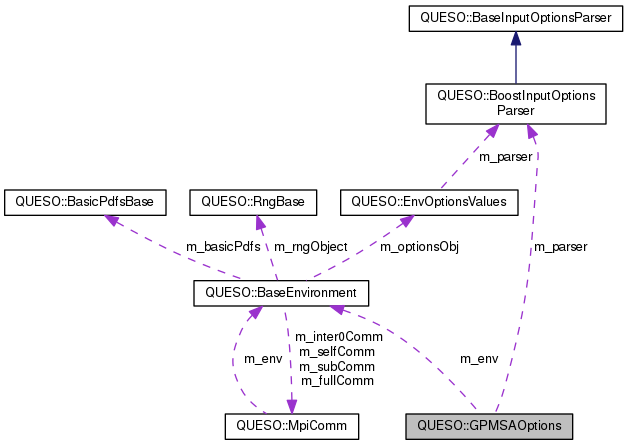 QUESO::BaseInputOptionsParser
QUESO::BoostInputOptions
Parser
m_parser
QUESO::BasicPdfsBase
QUESO::RngBase
QUESO::EnvOptionsValues
m_basicPdfs
m_rngObject
m_optionsObj
m_parser
QUESO::BaseEnvironment
m_env
m_inter0Comm
m_selfComm
m_subComm
m_fullComm
m_env
QUESO::MpiComm
QUESO::GPMSAOptions